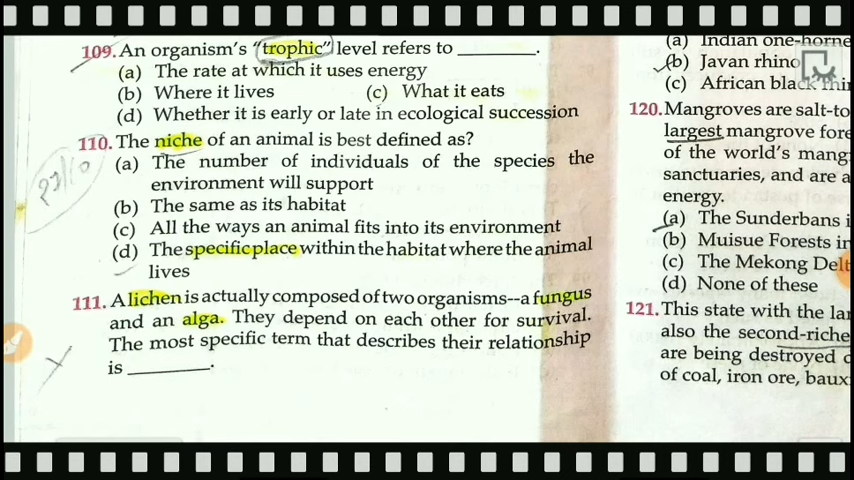 109. An organism's "trophic" level refers to ________.
(a) The rate at which it uses energy
(b) Where it lives (c) What it eats
(d) Whether it is early or late in ecological succession
110. The niche of an animal is best defined as?
(a) The number of individuals of the species the
environment will support
(b) The same as its habitat
(c) All the ways an animal fits into its environment
(d) The specific place within the habitat where the animal
lives
111. A lichen is actually composed of two organisms--a fungus
and an alga. They depend on each other for survival.
The most specific term that describes their relationship
is ________.
(a) Indian one-horne
(b) Javan rhino
(c) African black rhin
120. Mangroves are salt-to
largest mangrove fore
of the world's mang
sanctuaries, and are a
energy.
(a) The Sunderbans i
(b) Muisue Forests in
(c) The Mekong Delt
(d) None of these
121. This state with the la
also the second-riche
are being destroyed
of coal, iron ore, baux